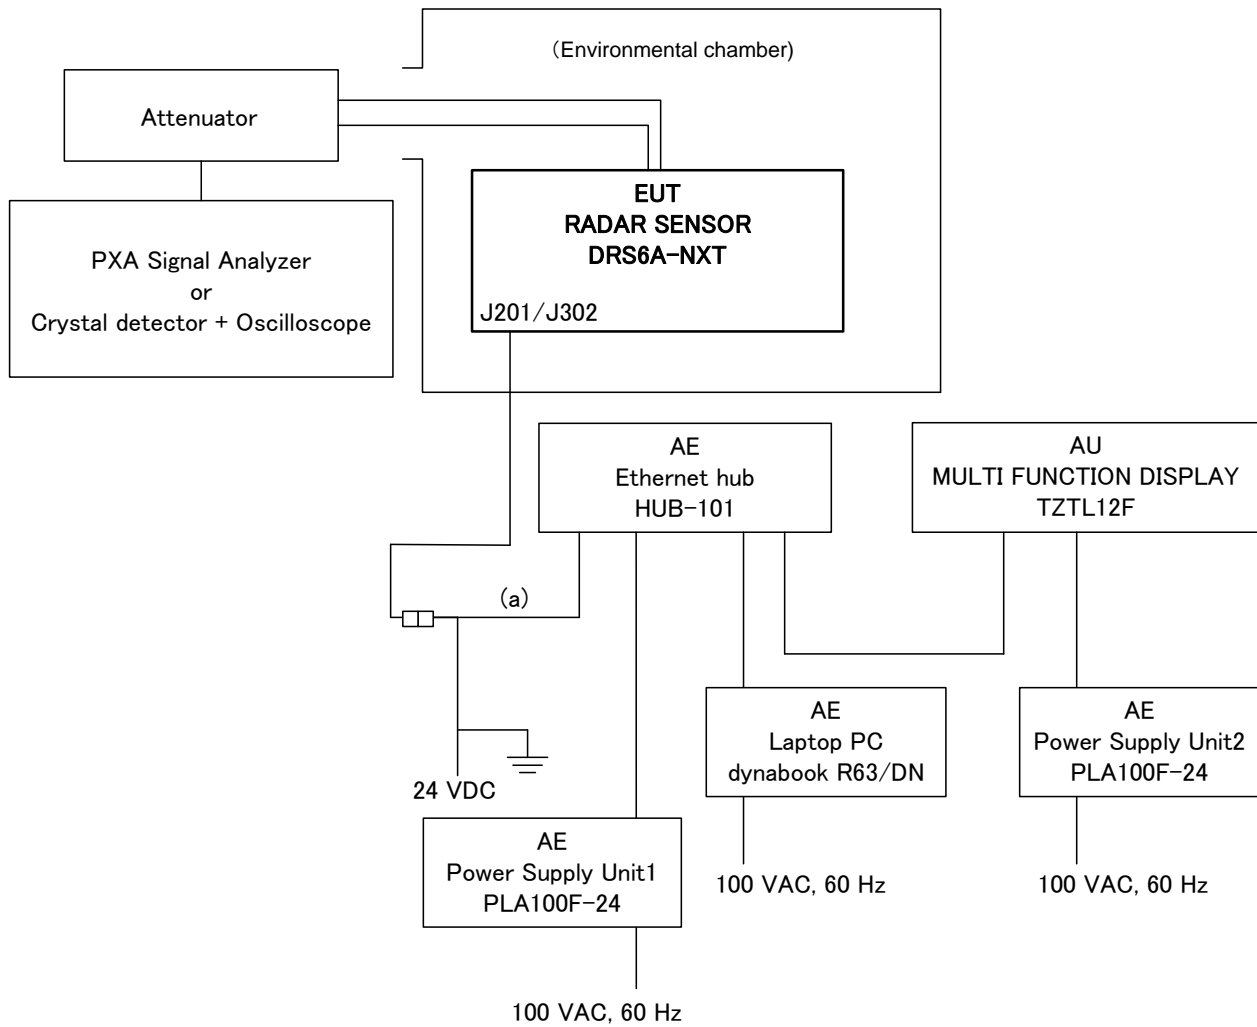 (Environmental chamber)
Attenuator
EUT
RADAR SENSOR
DRS6A-NXT
J201/J302
PXA Signal Analyzer
or
Crystal detector + Oscilloscope
AE
Ethernet hub
HUB-101
AU
MULTI FUNCTION DISPLAY
TZTL12F
(a)
24 VDC
AE
Laptop PC
dynabook R63/DN
AE
Power Supply Unit2
PLA100F-24
AE
Power Supply Unit1
PLA100F-24
100 VAC, 60 Hz
100 VAC, 60 Hz
100 VAC, 60 Hz